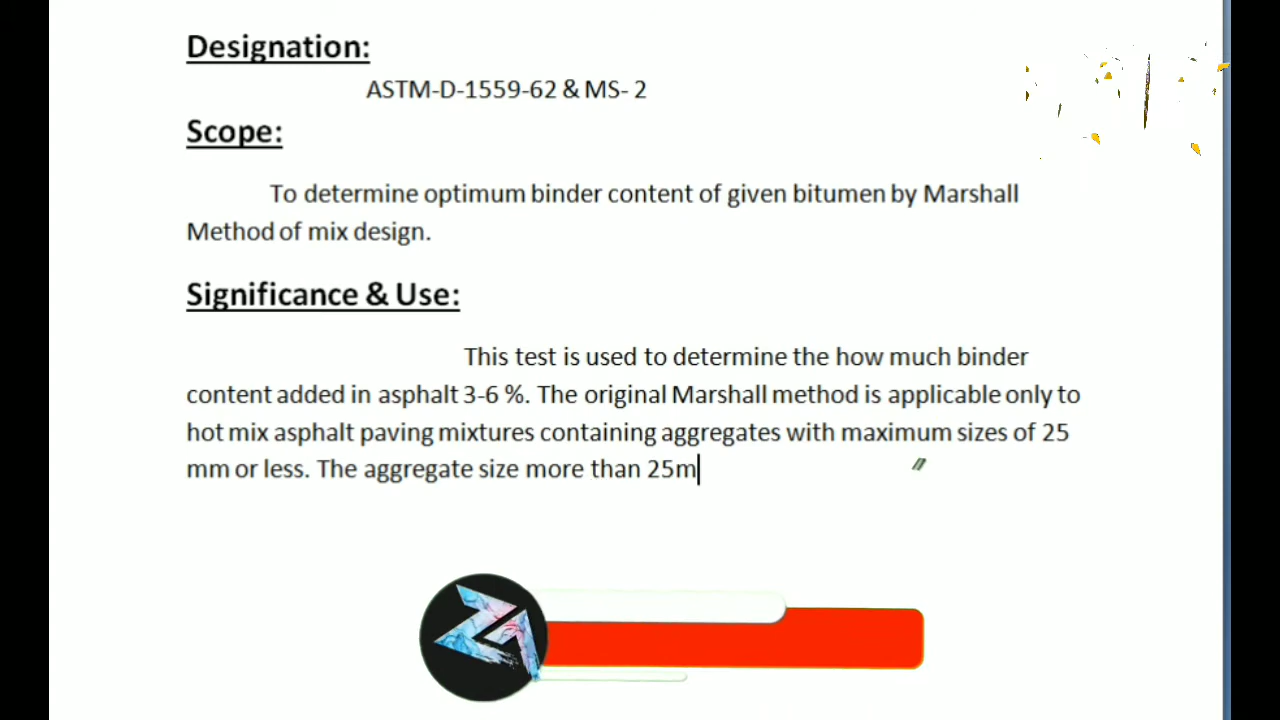 Designation:
ASTM-D-1559-62 & MS- 2
Scope:
To determine optimum binder content of given bitumen by Marshall
Method of mix design.
Significance & Use:
This test is used to determine the how much binder
content added in asphalt 3-6 %. The original Marshall method is applicable only to
hot mix asphalt paving mixtures containing aggregates with maximum sizes of 25
mm or less. The aggregate size more than 25m
ZA